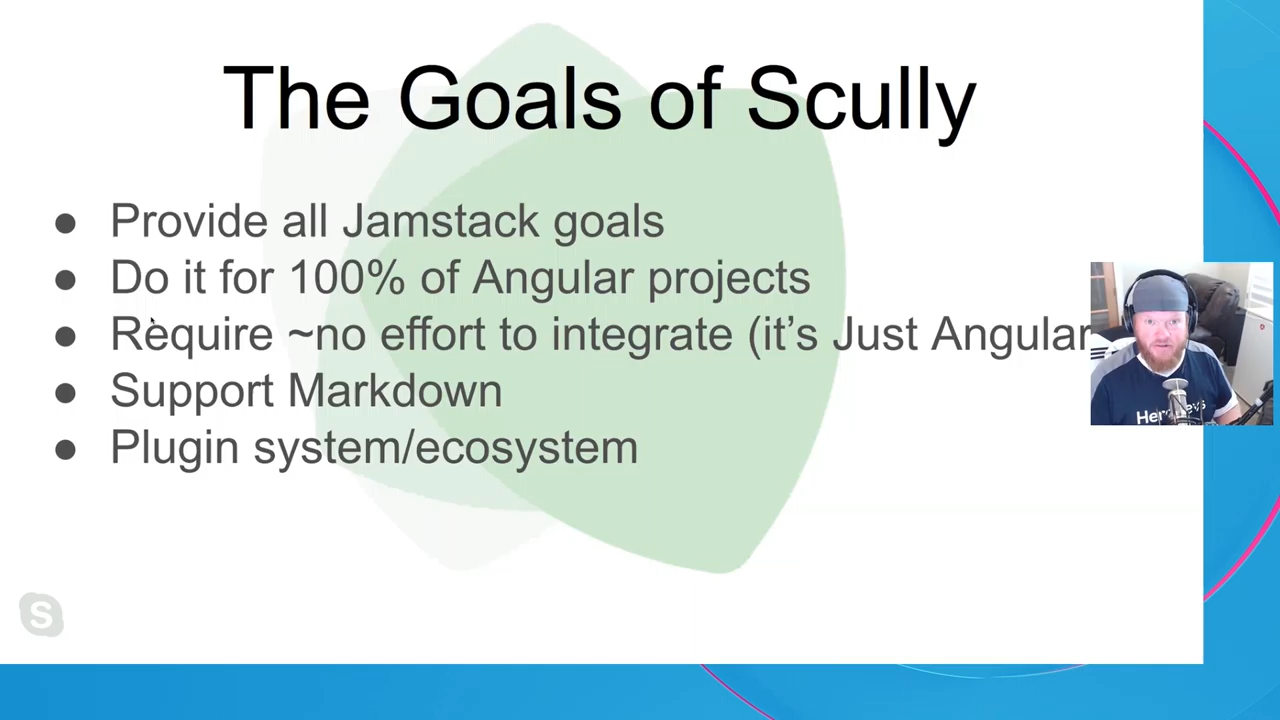 The Goals of Scully
● Provide all Jamstack goals
● Do it for 100% of Angular projects
● Require ~no effort to integrate (it’s Just Angular
● Support Markdown
● Plugin system/ecosystem
S